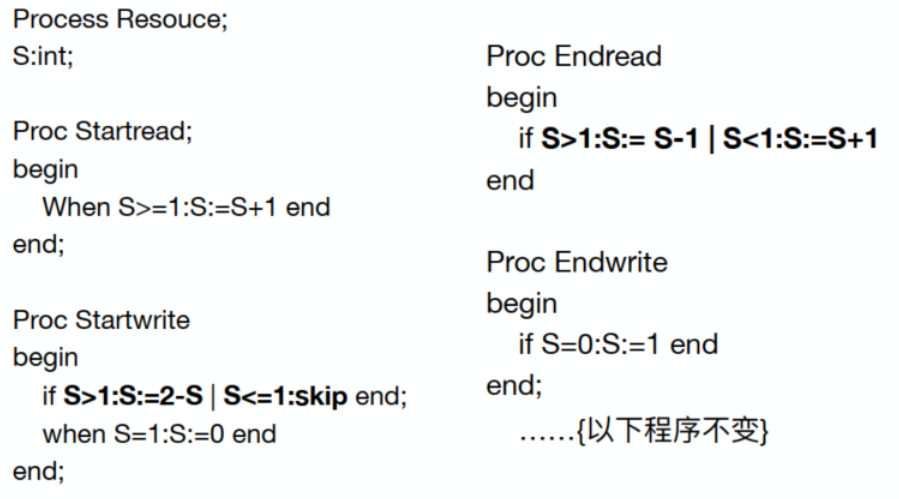 Process Resouce;
S:int;
Proc Startread;
begin
When S>=1:S:=S+1 end
end;
Proc Startwrite
begin
if S>1:S:=2-S | S<=1:skip end;
when S=1:S:=0 end
end;
Proc Endread
begin
if S>1:S:= S-1 | S<1:S:=S+1
end
Proc Endwrite
begin
if S=0:S:=1 end
end;
……{以下程序不变}